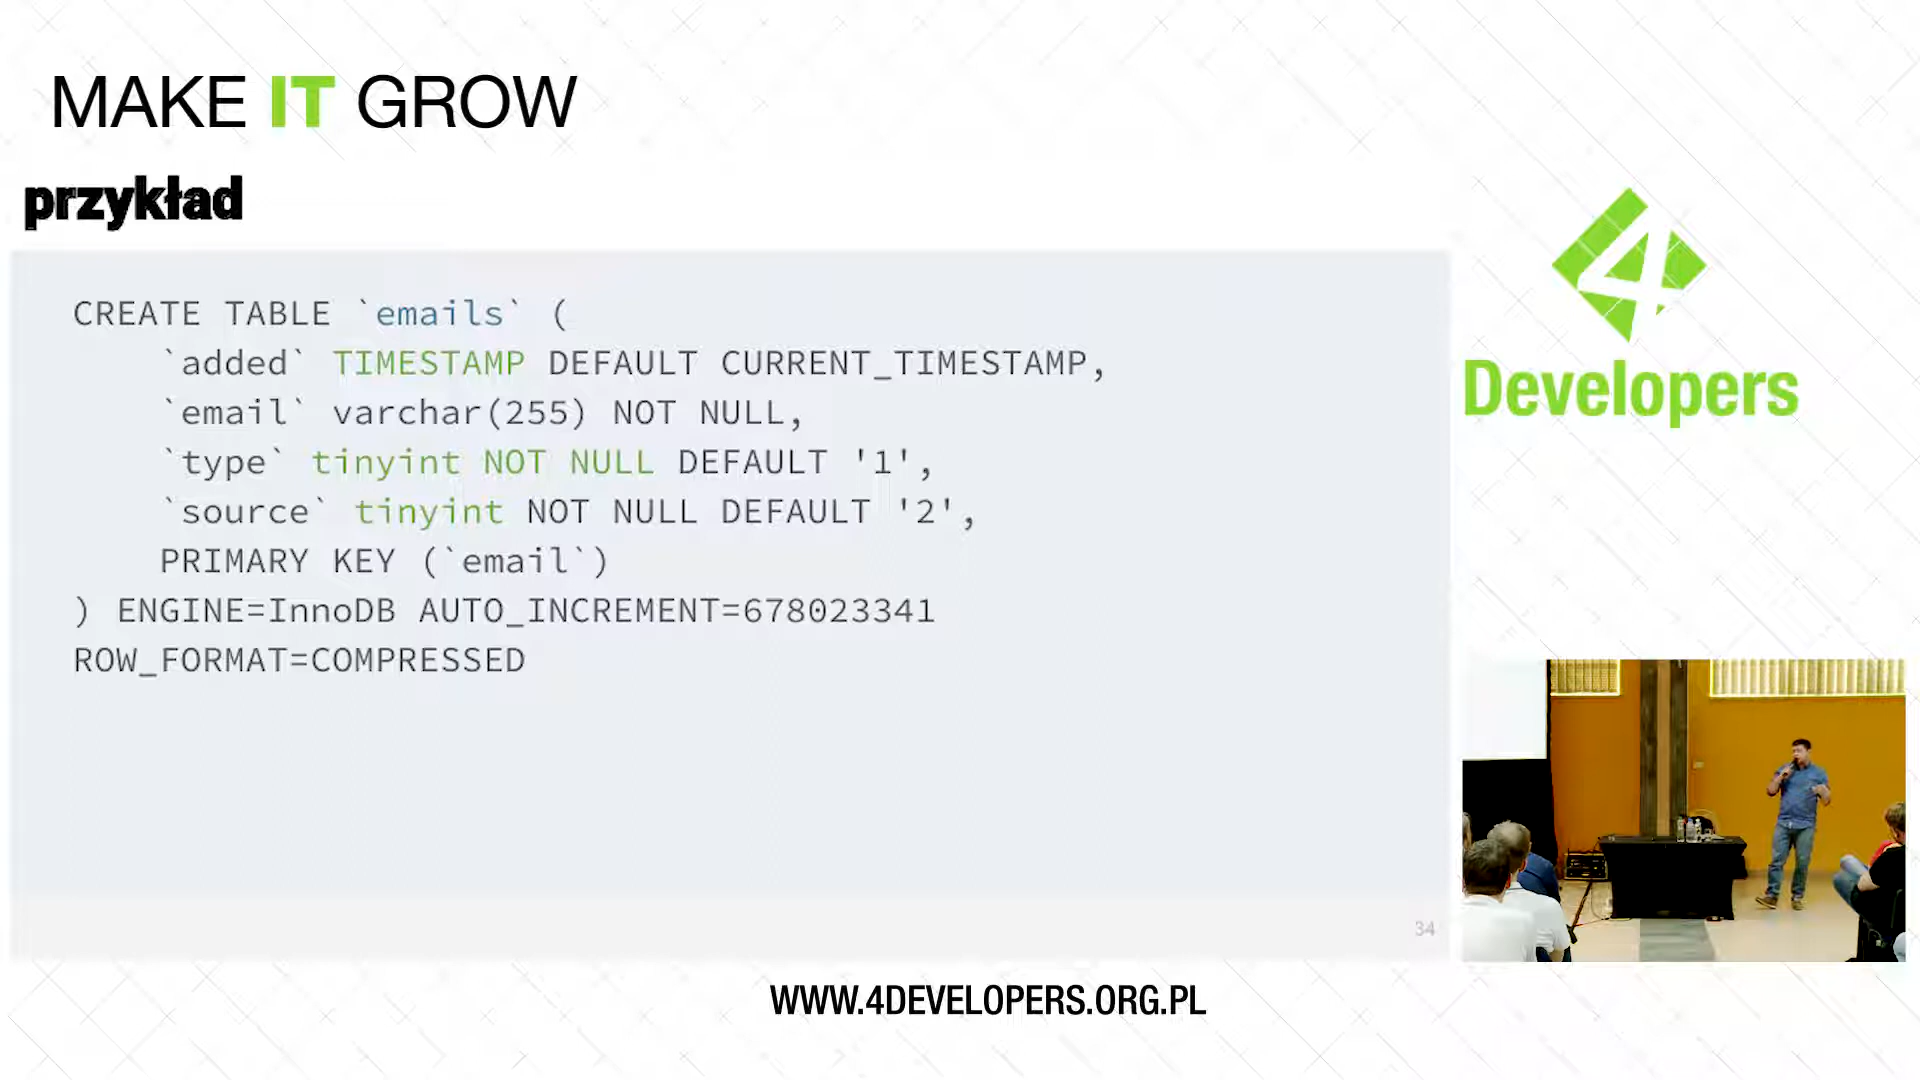 MAKE IT GROW
przykład
CREATE TABLE `emails` (
`added` TIMESTAMP DEFAULT CURRENT_TIMESTAMP,
`email` varchar(255) NOT NULL,
`type` tinyint NOT NULL DEFAULT '1',
`source` tinyint NOT NULL DEFAULT '2',
PRIMARY KEY (`email`)
) ENGINE=InnoDB AUTO_INCREMENT=678023341
ROW_FORMAT=COMPRESSED
34
4
Developers
WWW.4DEVELOPERS.ORG.PL